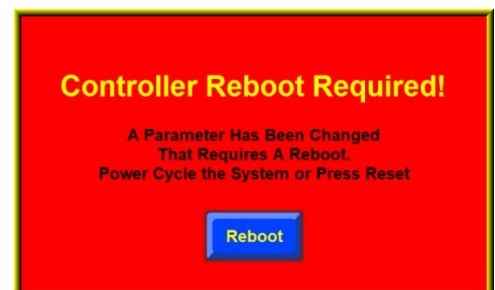 Controller Reboot Required!
A Parameter Has Been Changed
That Requires A Reboot.
Power Cycle the System or Press Reset
Reboot